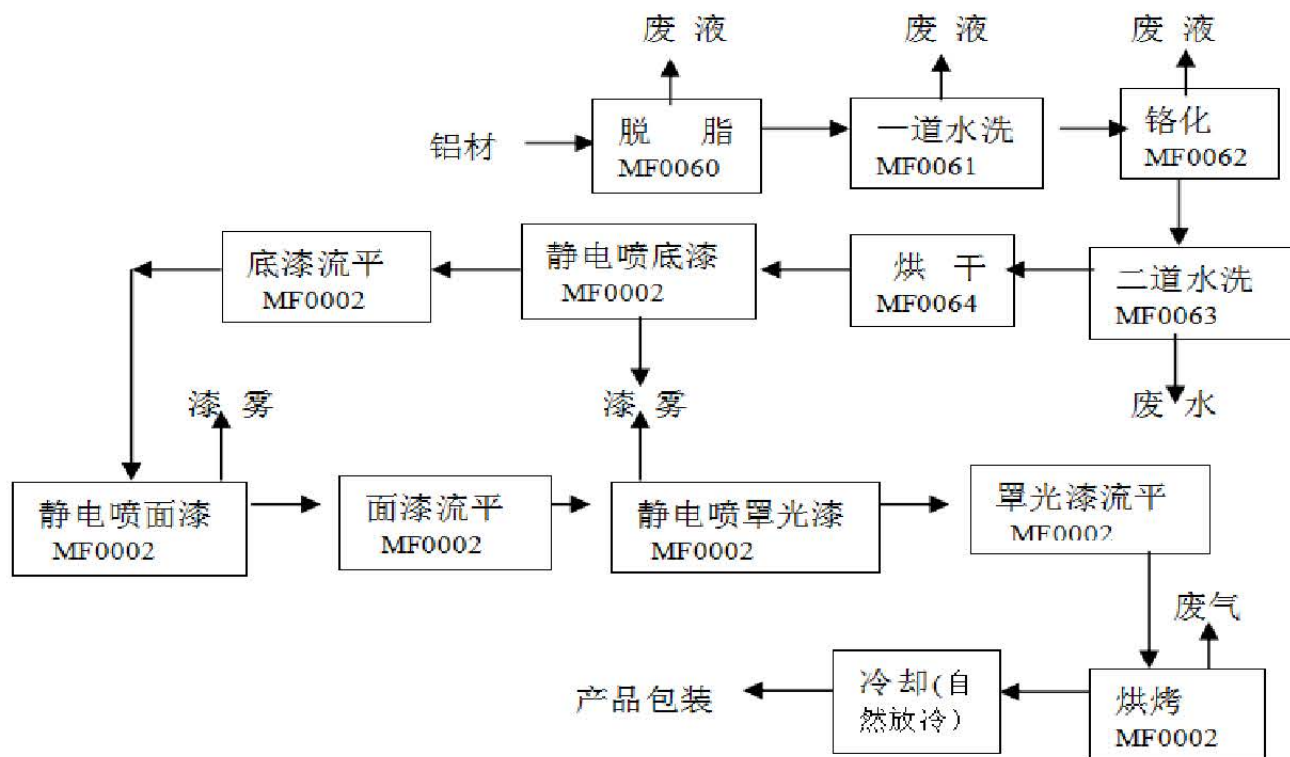 废 液
废 液
废 液
铝材
脱 脂
MF0060
一道水洗
MF0061
铬化
MF0062
底漆流平
MF0002
静电喷底漆
MF0002
烘 干
MF0064
二道水洗
MF0063
漆 雾
漆 雾
废 水
静电喷面漆
MF0002
面漆流平
MF0002
静电喷罩光漆
MF0002
罩光漆流平
MF0002
废气
产品包装
冷却(自
然放冷）
烘烤
MF0002